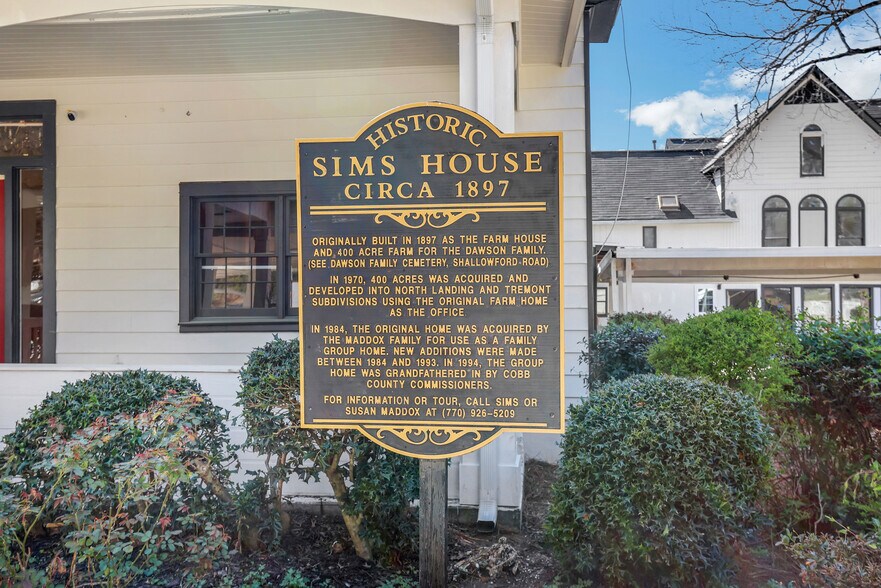 HISTORIC
SIMS HOUSE
CIRCA 1897
ORIGINALLY BUILT IN 1897 AS THE FARM HOUSE
AND 400 ACRE FARM FOR THE DAWSON FAMILY.
(SEE DAWSON FAMILY CEMETERY, SHALLOWFORD-ROAD)
IN 1970, 400 ACRES WAS ACQUIRED AND
DEVELOPED INTO NORTH LANDING AND TREMONT
SUBDIVISIONS USING THE ORIGINAL FARM HOME
AS THE OFFICE
IN 1984, THE ORIGINAL HOME WAS ACQUIRED BY
THE MADDOX FAMILY FOR USE AS A FAMILY
GROUP HOME. NEW ADDITIONS WERE MADE
BETWEEN 1984 AND 1993. IN 1994, THE GROUP
HOME WAS GRANDFATHERED IN BY COBB
COUNTY COMMISSIONERS.
FOR INFORMATION OR TOUR, CALL SIMS OR
SUSAN MADDOX AT (770) 926-5209